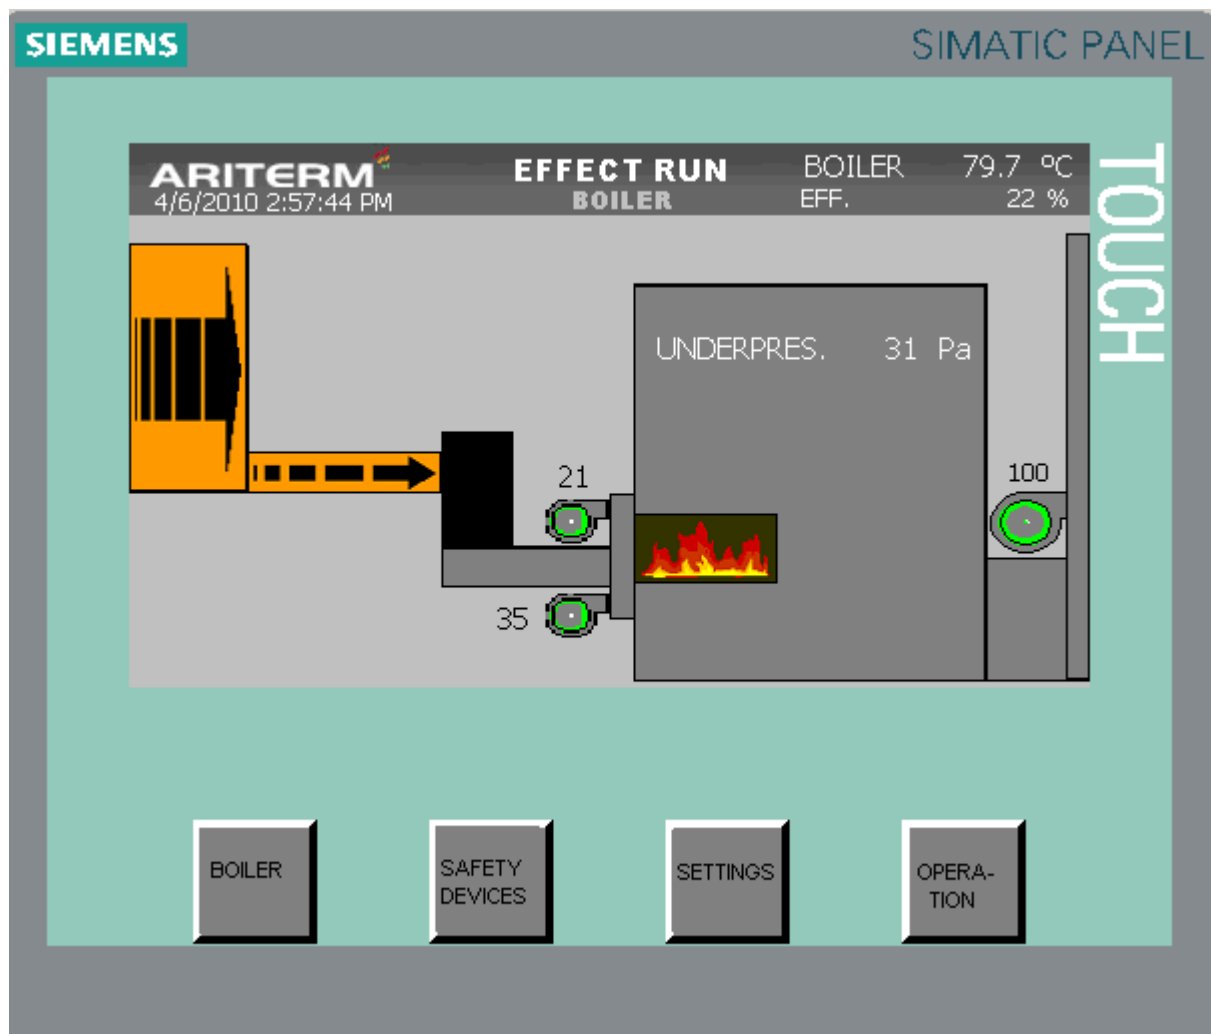 SIEMENS
SIMATIC PANEL
TOUCH
ARITERM
EFFECT RUN
BOILER 79.7 ºC
4/6/2010 2:57:44 PM
BOILER
EFF. 22 %
UNDERPRES. 31 Pa
21
100
35
BOILER
SAFETY
DEVICES
SETTINGS
OPERA-
TION